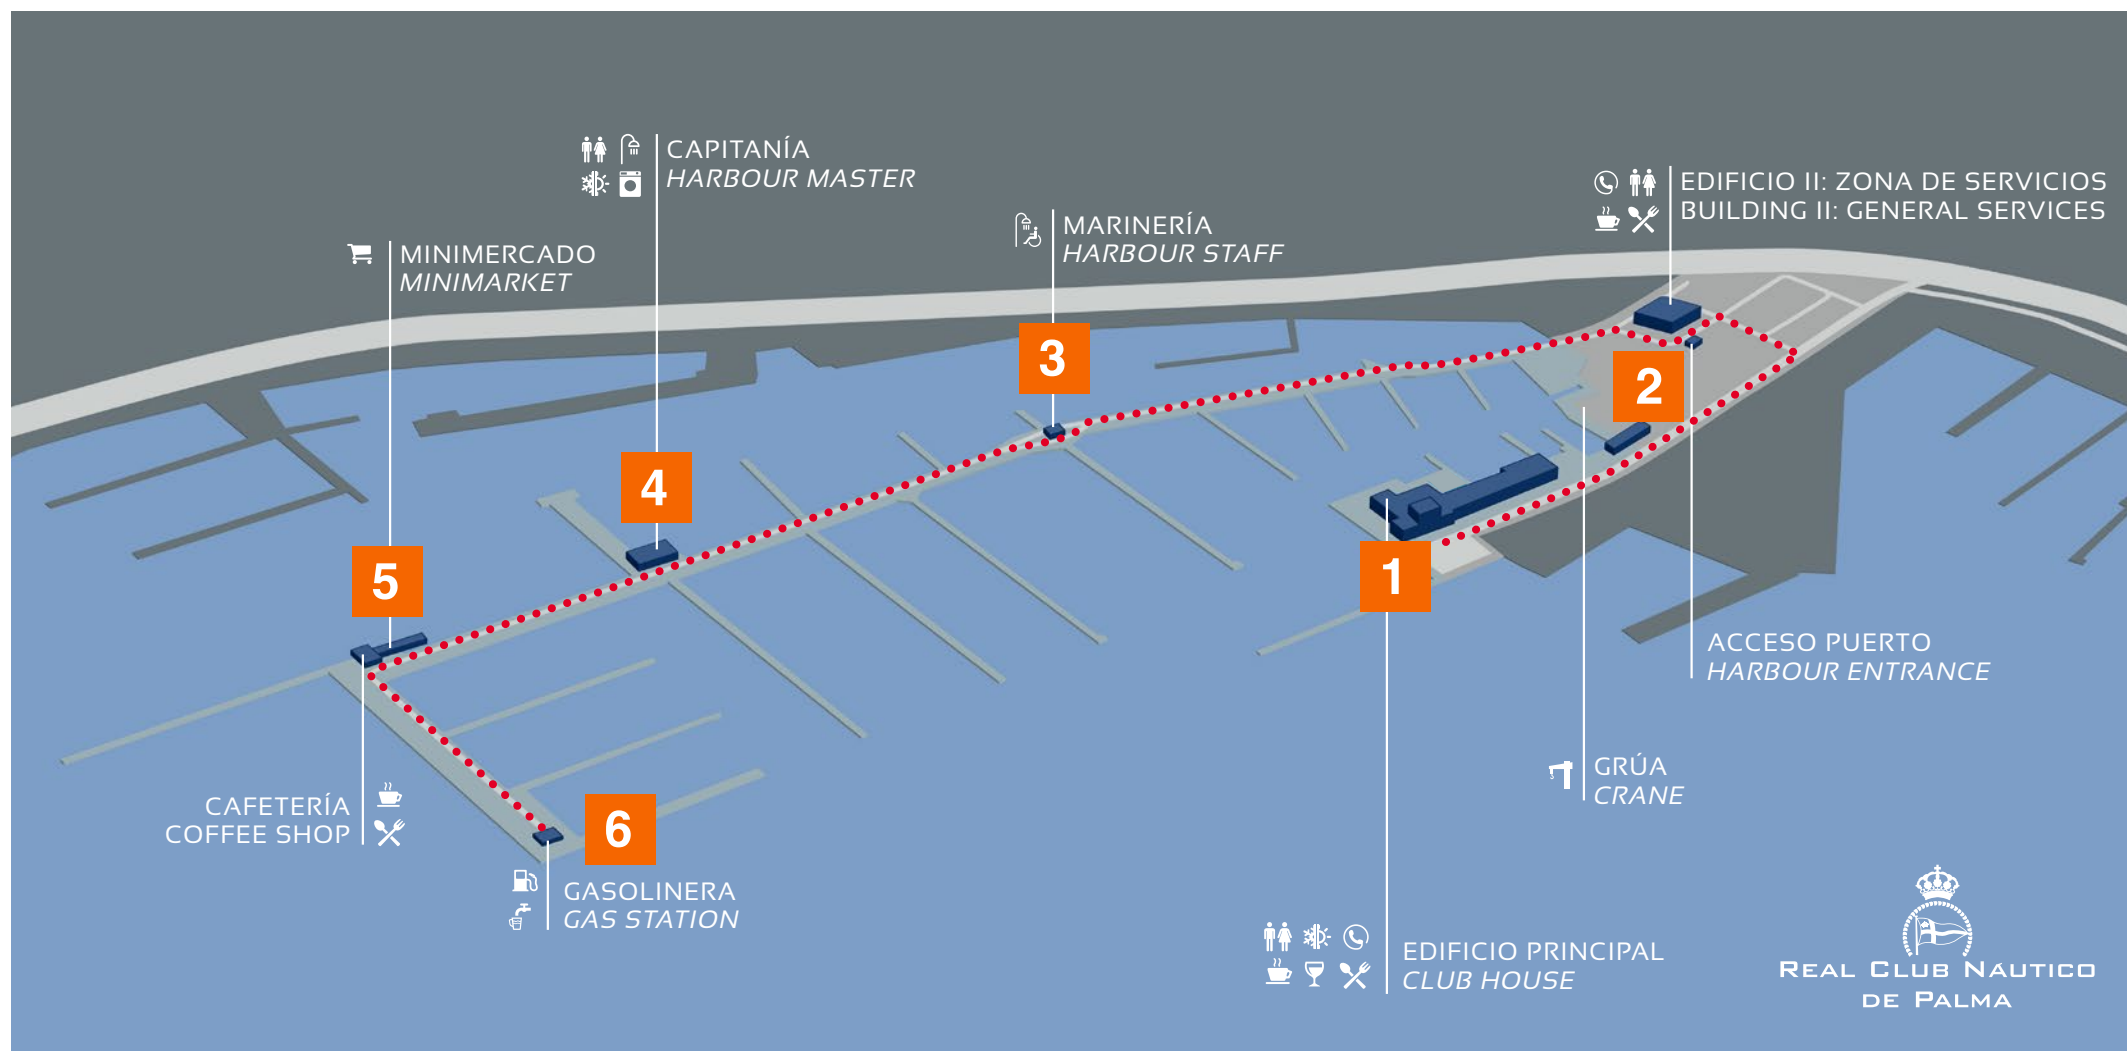 CAPITANÍA
HARBOUR MASTER
EDIFICIO II: ZONA DE SERVICIOS
BUILDING II: GENERAL SERVICES
MARINERÍA
HARBOUR STAFF
MINIMERCADO
MINIMARKET
3
2
4
5
1
ACCESO PUERTO
HARBOUR ENTRANCE
GRÚA
CRANE
CAFETERÍA
COFFEE SHOP
6
GASOLINERA
GAS STATION
EDIFICIO PRINCIPAL
CLUB HOUSE
REAL CLUB NÁUTICO
DE PALMA